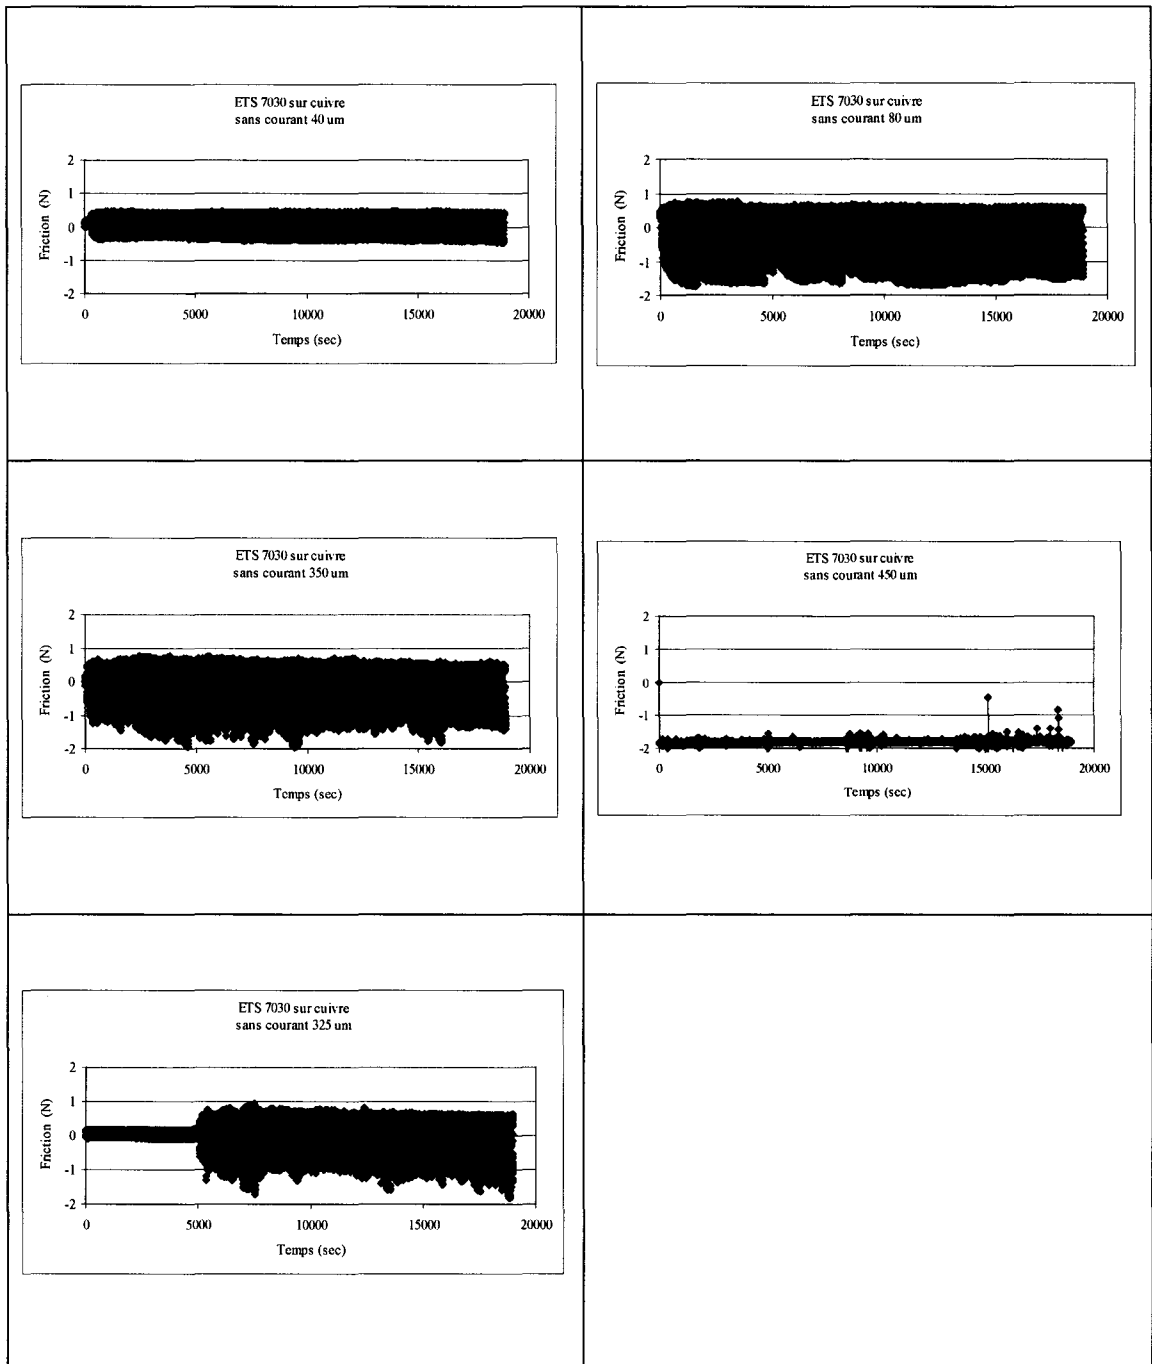 ETS 7030 sur cuivre
sans courant 40 um
2
1
0
-1
-2
Friction (N)
0 5000 10000 15000 20000
Temps (sec)
ETS 7030 sur cuivre
sans courant 80 um
2
1
0
-1
-2
Friction (N)
0 5000 10000 15000 20000
Temps (sec)
ETS 7030 sur cuivre
sans courant 350 um
2
1
0
-1
-2
Friction (N)
0 5000 10000 15000 20000
Temps (sec)
ETS 7030 sur cuivre
sans courant 450 um
2
1
0
-1
-2
Friction (N)
0 5000 10000 15000 20000
Temps (sec)
ETS 7030 sur cuivre
sans courant 325 um
2
1
0
-1
-2
Friction (N)
0 5000 10000 15000 20000
Temps (sec)